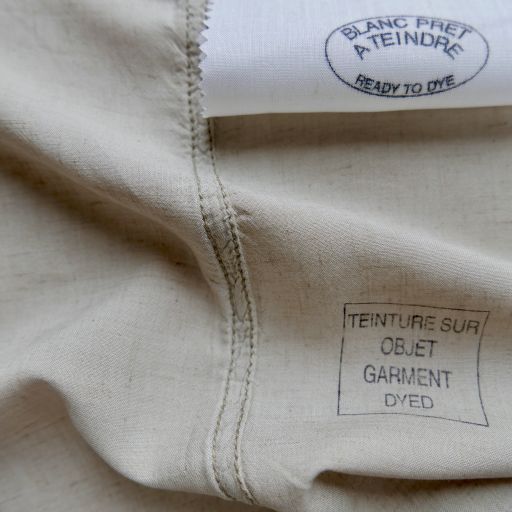 BLANC PRET
A TEINDRE
READY TO DYE
TEINTURE SUR
OBJET
GARMENT
DYED